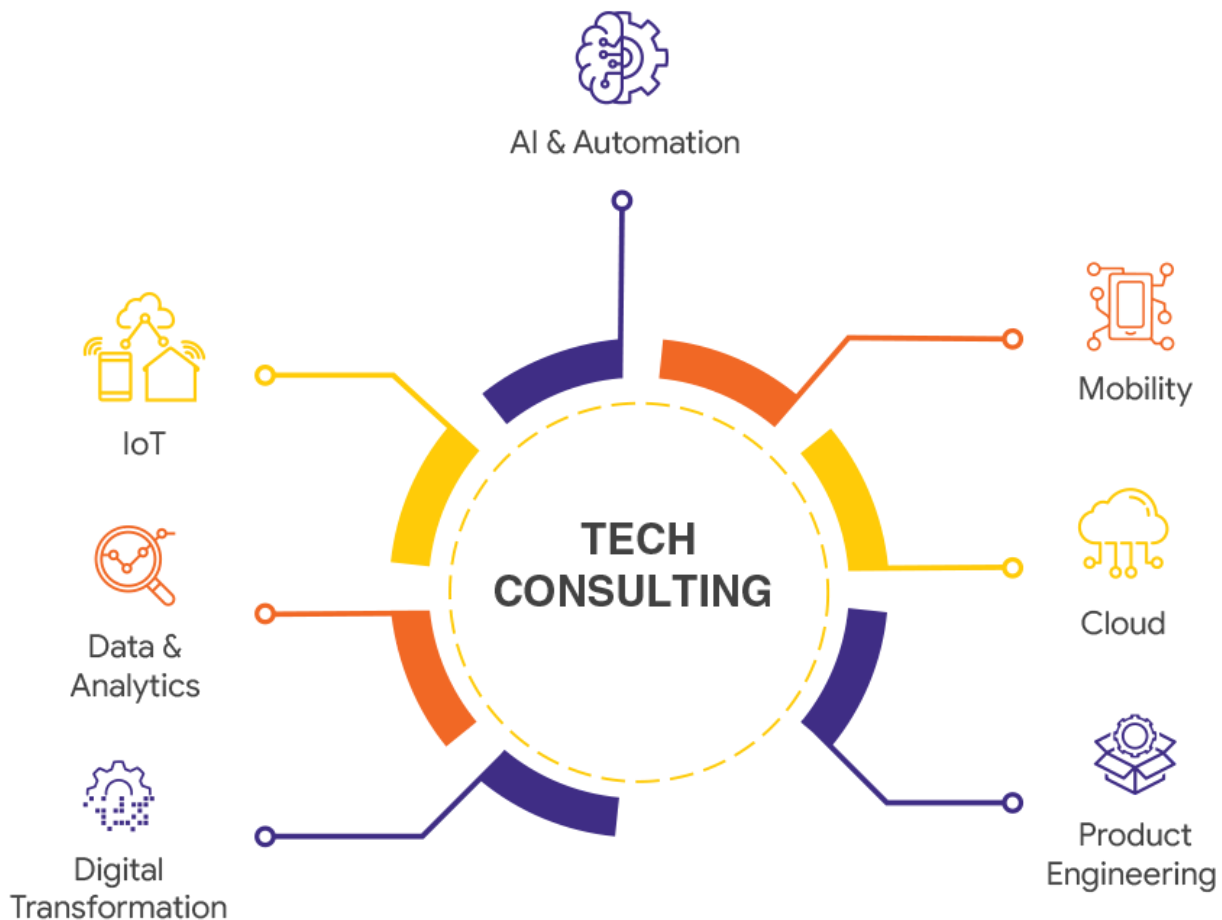 AI & Automation
Mobility
IoT
TECH
CONSULTING
Cloud
Data &
Analytics
Product
Engineering
Digital
Transformation